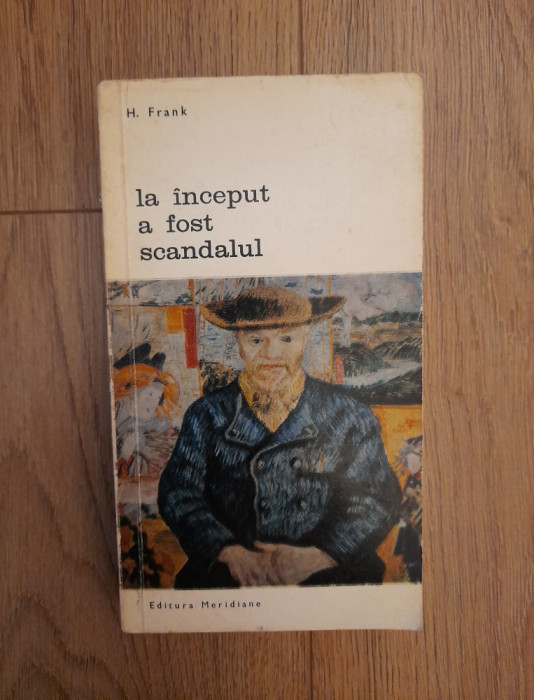 H. Frank
la început
a fost
scandalul
Editura Meridiane